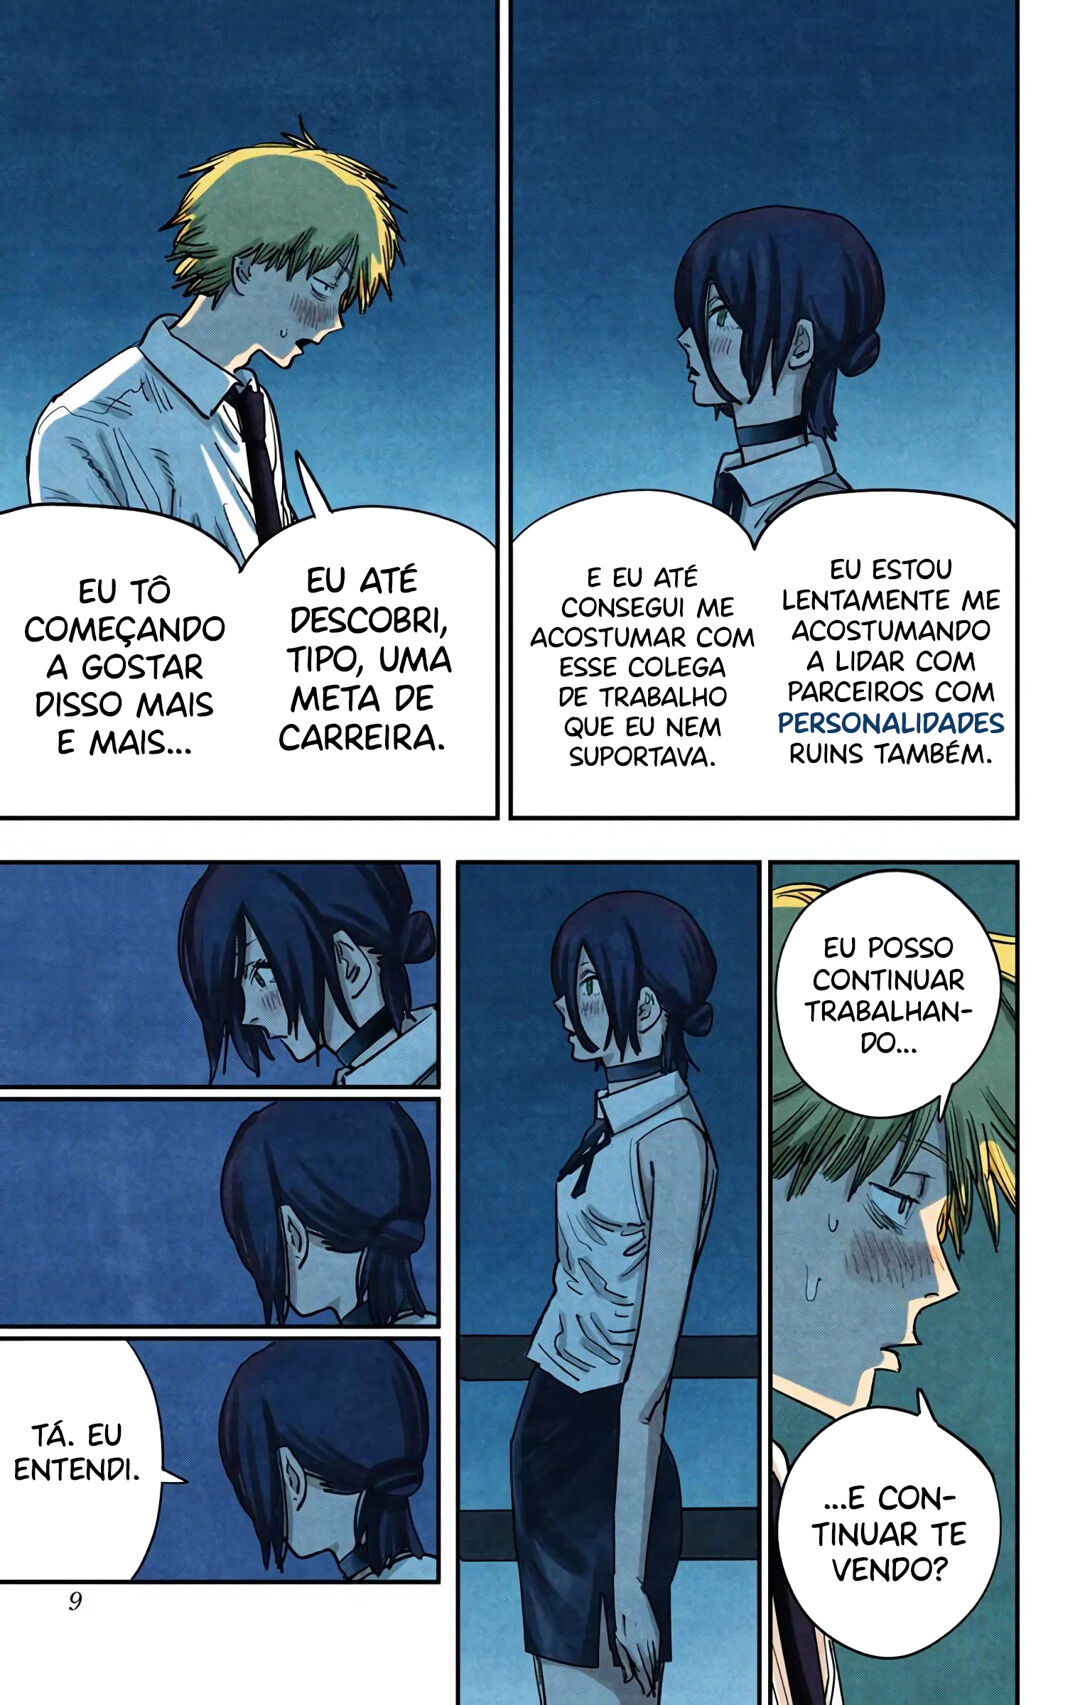 EU ESTOU
LENTAMENTE ME
ACOSTUMANDO
A LIDAR COM
PARCEIROS COM
PERSONALIDADES
RUINS TAMBÉM.
E EU ATÉ
CONSEGUI ME
ACOSTUMAR COM
ESSE COLEGA
DE TRABALHO
QUE EU NEM
SUPORTAVA.
EU ATÉ
DESCOBRI,
TIPO, UMA
META DE
CARREIRA.
EU TÔ
COMEÇANDO
A GOSTAR
DISSO MAIS
E MAIS...
EU POSSO
CONTINUAR
TRABALHAN-
DO...
...E CON-
TINUAR TE
VENDO?
TÁ. EU
ENTENDI.
9